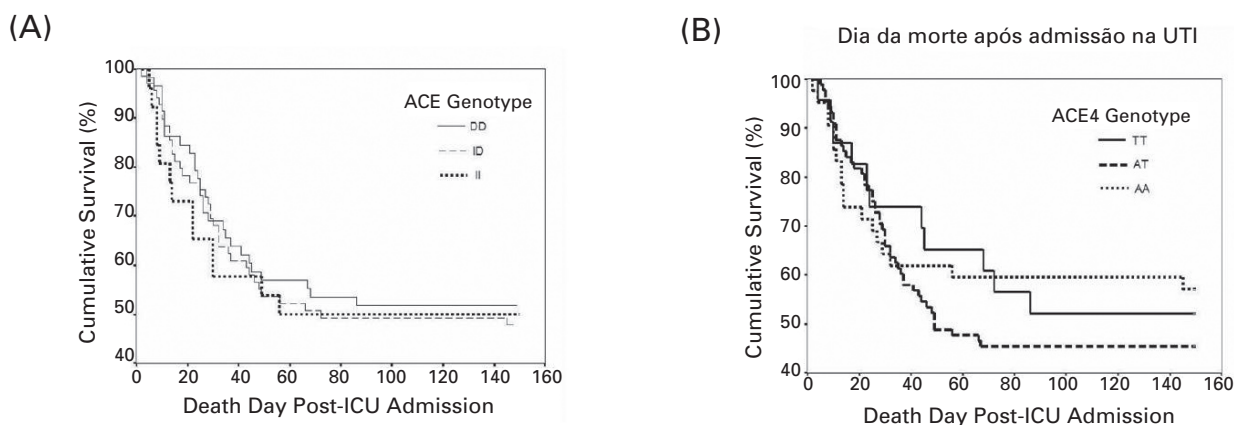 (A)
ACE Genotype
DD
ID
II
Cumulative Survival (%)
100
90
80
70
60
50
40
0 20 40 60 80 100 120 140 160
Death Day Post-ICU Admission
(B)
Dia da morte após admissão na UTI
ACE4 Genotype
TT
AT
AA
Cumulative Survival (%)
100
90
80
70
60
50
40
0 20 40 60 80 100 120 140 160
Death Day Post-ICU Admission